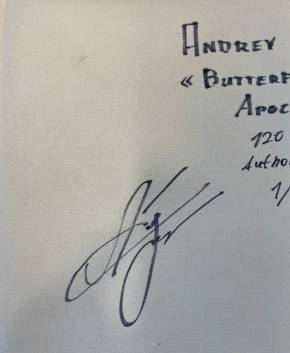 ANDREY
« BUTTERF
APOC
120
Autho
1/